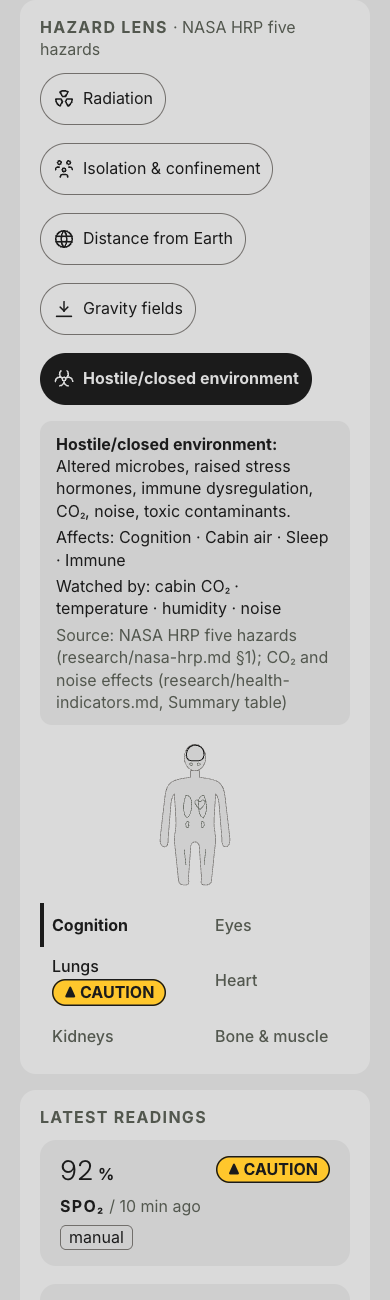 HAZARD LENS · NASA HRP five
hazards
Radiation
Isolation & confinement
Distance from Earth
Gravity fields
Hostile/closed environment
Hostile/closed environment:
Altered microbes, raised stress
hormones, immune dysregulation,
CO₂, noise, toxic contaminants.
Affects: Cognition · Cabin air · Sleep
· Immune
Watched by: cabin CO₂ ·
temperature · humidity · noise
Source: NASA HRP five hazards
(research/nasa-hrp.md §1); CO₂ and
noise effects (research/health-
indicators.md, Summary table)
Cognition
Eyes
Lungs
CAUTION
Heart
Kidneys
Bone & muscle
LATEST READINGS
92 %
CAUTION
SPO₂ / 10 min ago
manual